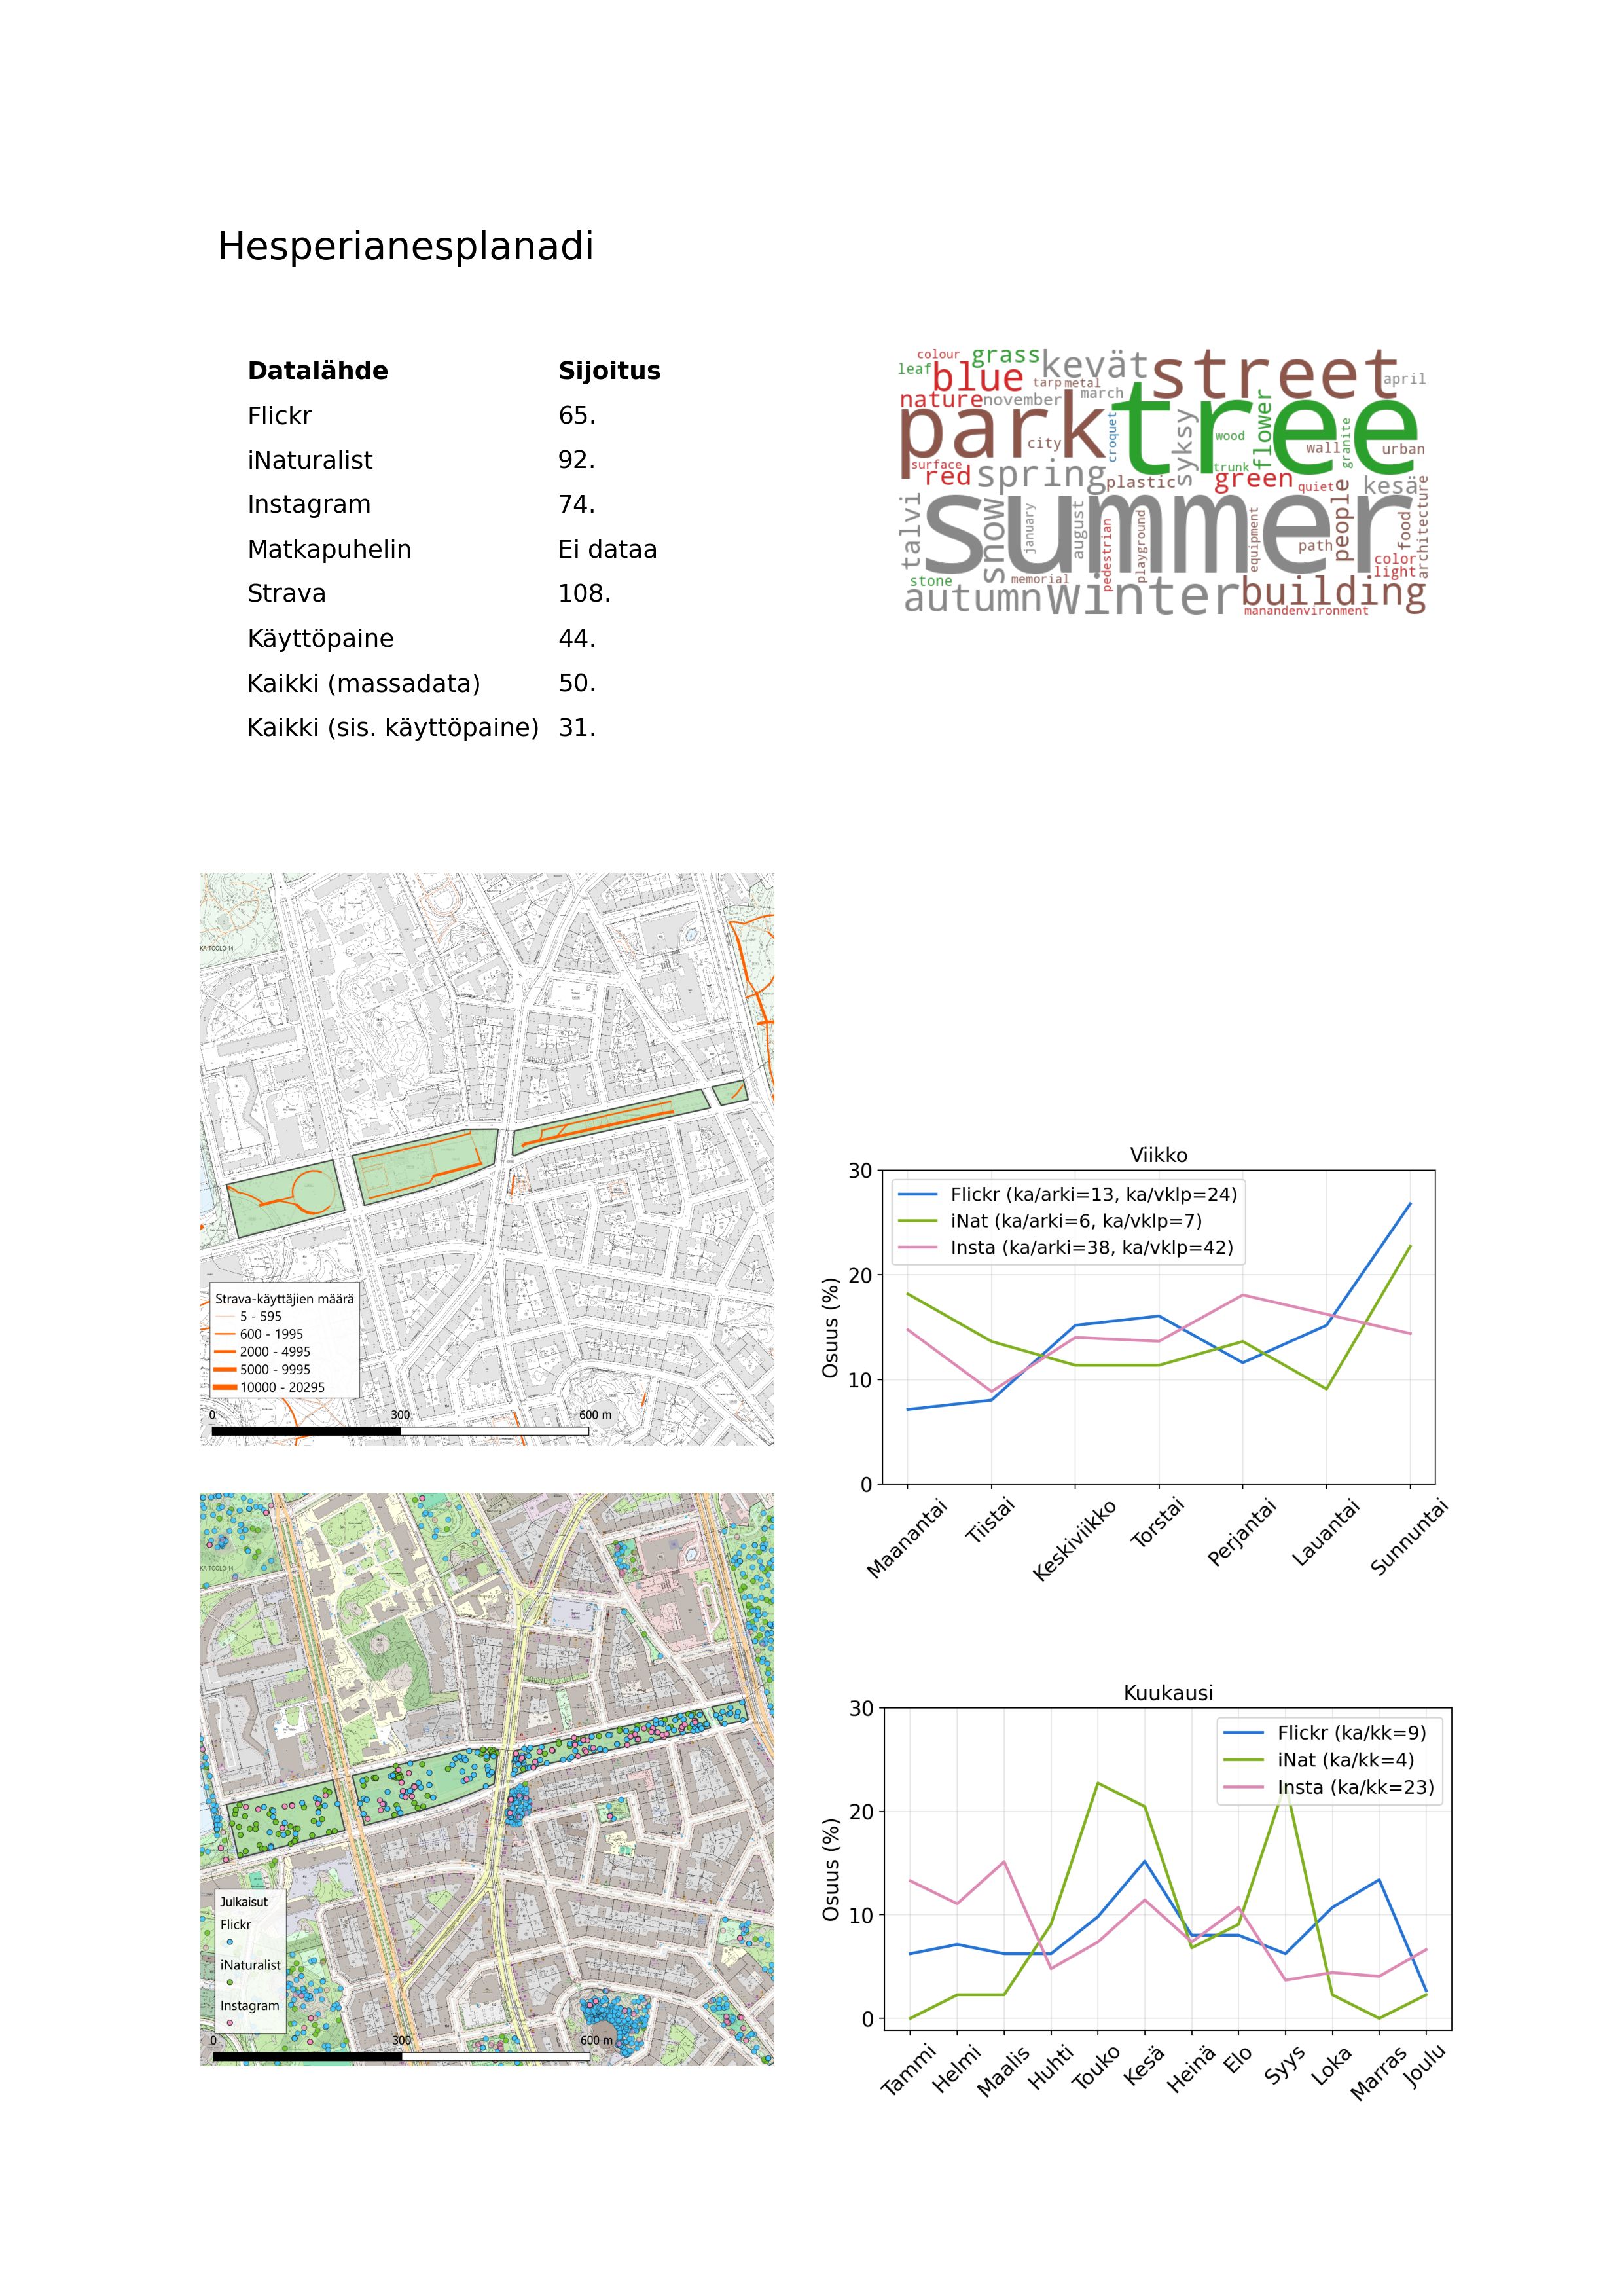 Hesperianesplanadi
Datalähde Sijoitus
Flickr 65.
iNaturalist 92.
Instagram 74.
Matkapuhelin Ei dataa
Strava 108.
Käyttöpaine 44.
Kaikki (massadata) 50.
Kaikki (sis. käyttöpaine) 31.
colour
grass
kevät
street
leaf
blue
tarp
metal
april
nature
november
march
park
tree
city
croquet
syksy
wood
flower
granite
wall
urban
surface
red
spring
plastic
trunk
green
quiet
kesä
talvi
summer
snow
january
august
pedestrian
playground
equipment
people
path
food
architecture
color
light
stone
memorial
autumn
winter
building
manandenvironment
KA-TÖÖLÖ 14
Strava-käyttäjien määrä
5 - 595
600 - 1995
2000 - 4995
5000 - 9995
10000 - 20295
0 300 600 m
Viikko
Flickr (ka/arki=13, ka/vklp=24)
iNat (ka/arki=6, ka/vklp=7)
Insta (ka/arki=38, ka/vklp=42)
Osuus (%)
30
20
10
0
Maanantai Tiistai Keskiviikko Torstai Perjantai Lauantai Sunnuntai
KA-TÖÖLÖ 14
Julkaisut
Flickr
iNaturalist
Instagram
0 300 600 m
Kuukausi
Flickr (ka/kk=9)
iNat (ka/kk=4)
Insta (ka/kk=23)
Osuus (%)
30
20
10
0
Tammi Helmi Maalis Huhti Touko Kesä Heinä Elo Syys Loka Marras Joulu